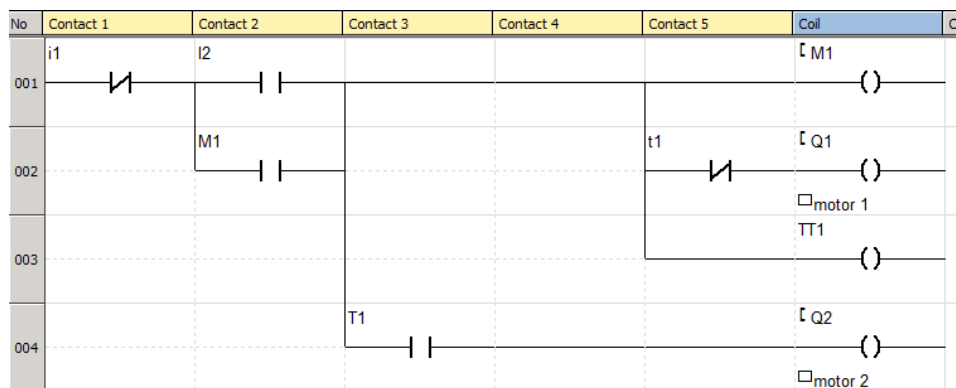 No Contact 1 Contact 2 Contact 3 Contact 4 Contact 5 Coil C
i1 I2 [ M1
001
M1 t1 [ Q1
002
motor 1
TT1
003
T1 [ Q2
004
motor 2